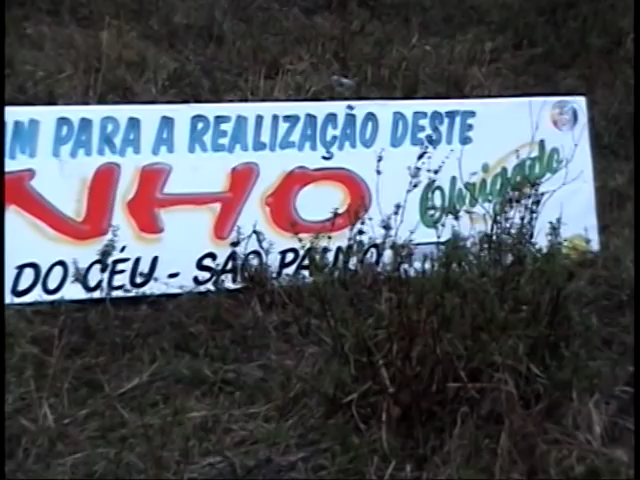 M PARA A REALIZAÇÃO DESTE
NHO
Obrigado
DO CÉU - SÃO PAULO